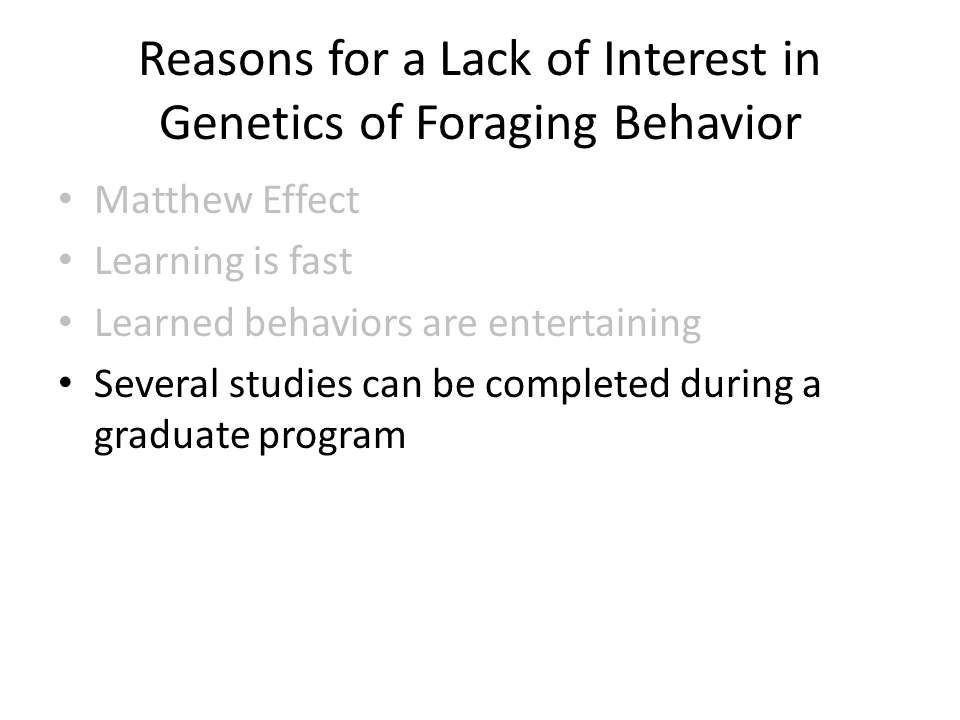 Reasons for a Lack of Interest in
Genetics of Foraging Behavior
• Matthew Effect
• Learning is fast
• Learned behaviors are entertaining
• Several studies can be completed during a
graduate program